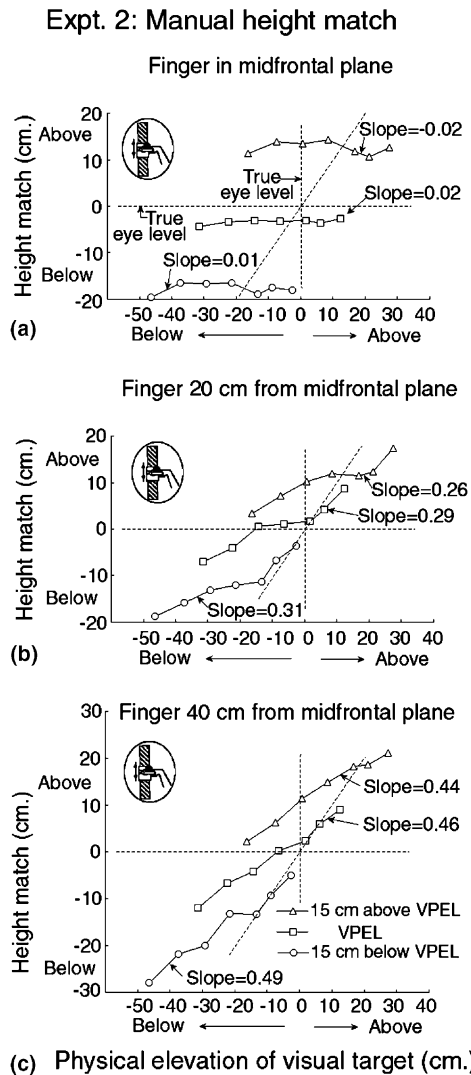 Expt. 2: Manual height match
Finger in midfrontal plane
Height match (cm.)
20
Above
10
0
-10
Below
-20
Slope=-0.02
True
eye level
Slope=0.02
True
eye level
Slope=0.01
-50 -40 -30 -20 -10 0 10 20 30 40
(a)
Below
Above
Finger 20 cm from midfrontal plane
Height match (cm.)
20
Above
10
0
-10
Below
-20
Slope=0.26
Slope=0.29
Slope=0.31
-50 -40 -30 -20 -10 0 10 20 30 40
(b)
Below
Above
Finger 40 cm from midfrontal plane
Height match (cm.)
30
20
Above
10
0
-10
-20
Below
-30
Slope=0.44
Slope=0.46
15 cm above VPEL
VPEL
15 cm below VPEL
Slope=0.49
-50 -40 -30 -20 -10 0 10 20 30 40
Below
Above
(c) Physical elevation of visual target (cm.)